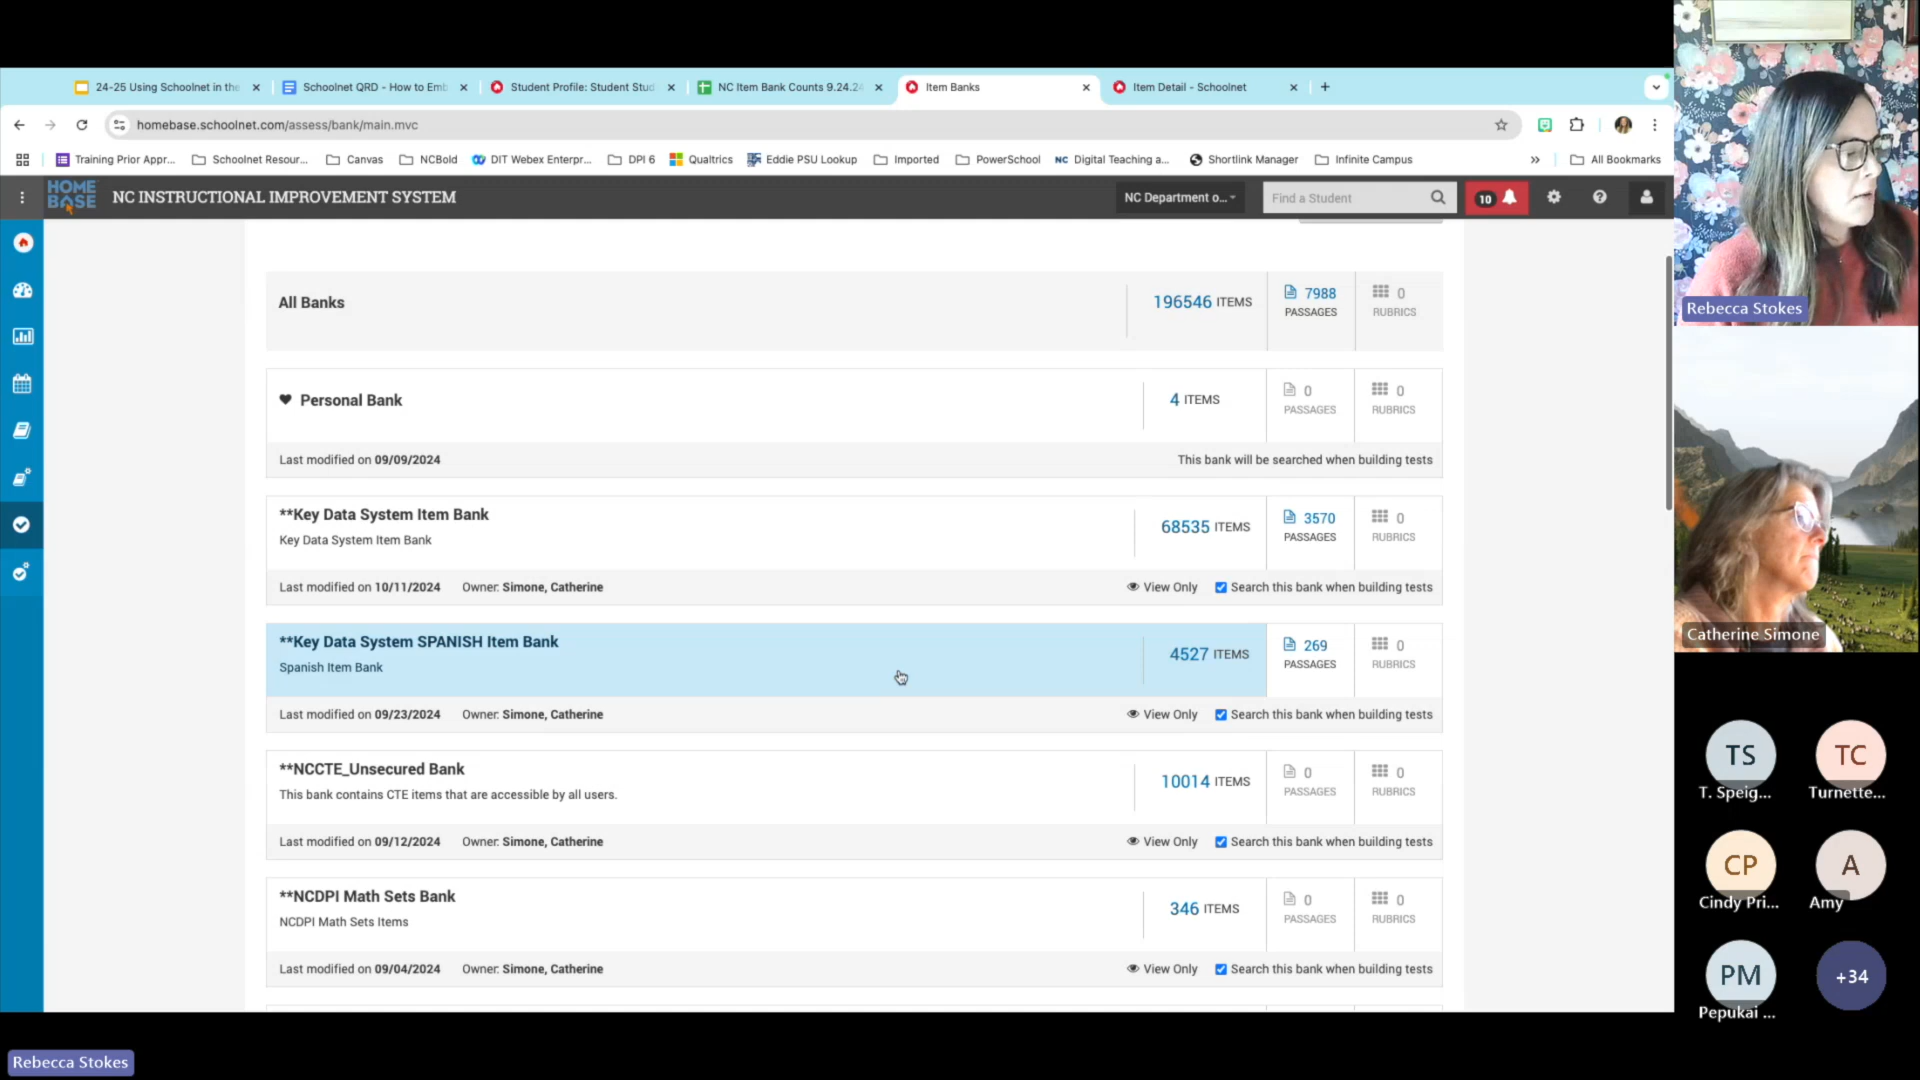 24-25 Using Schoolnet in the
Schoolnet QRD - How to Emb
Student Profile: Student Stud
NC Item Bank Counts 9.24.24
Item Banks
Item Detail - Schoolnet
homebase.schoolnet.com/assess/bank/main.mvc
Training Prior Appr...
Schoolnet Resour...
Canvas
NCBold
DIT Webex Enterpr...
DPI 6
Qualtrics
Eddie PSU Lookup
Imported
PowerSchool
NC Digital Teaching a...
Shortlink Manager
Infinite Campus
»
All Bookmarks
HOME BASE
NC INSTRUCTIONAL IMPROVEMENT SYSTEM
NC Department o...
Find a Student
10
All Banks
196546 ITEMS
7988 PASSAGES
0 RUBRICS
Personal Bank
4 ITEMS
0 PASSAGES
0 RUBRICS
Last modified on 09/09/2024
This bank will be searched when building tests
**Key Data System Item Bank
Key Data System Item Bank
68535 ITEMS
3570 PASSAGES
0 RUBRICS
Last modified on 10/11/2024 Owner: Simone, Catherine
View Only Search this bank when building tests
**Key Data System SPANISH Item Bank
Spanish Item Bank
4527 ITEMS
269 PASSAGES
0 RUBRICS
Last modified on 09/23/2024 Owner: Simone, Catherine
View Only Search this bank when building tests
**NCCTE_Unsecured Bank
This bank contains CTE items that are accessible by all users.
10014 ITEMS
0 PASSAGES
0 RUBRICS
Last modified on 09/12/2024 Owner: Simone, Catherine
View Only Search this bank when building tests
**NCDPI Math Sets Bank
NCDPI Math Sets Items
346 ITEMS
0 PASSAGES
0 RUBRICS
Last modified on 09/04/2024 Owner: Simone, Catherine
View Only Search this bank when building tests
Rebecca Stokes
Catherine Simone
TS
T. Speig...
TC
Turnette...
CP
Cindy Pri...
A
Amy
PM
Pepukai ...
+34
Rebecca Stokes